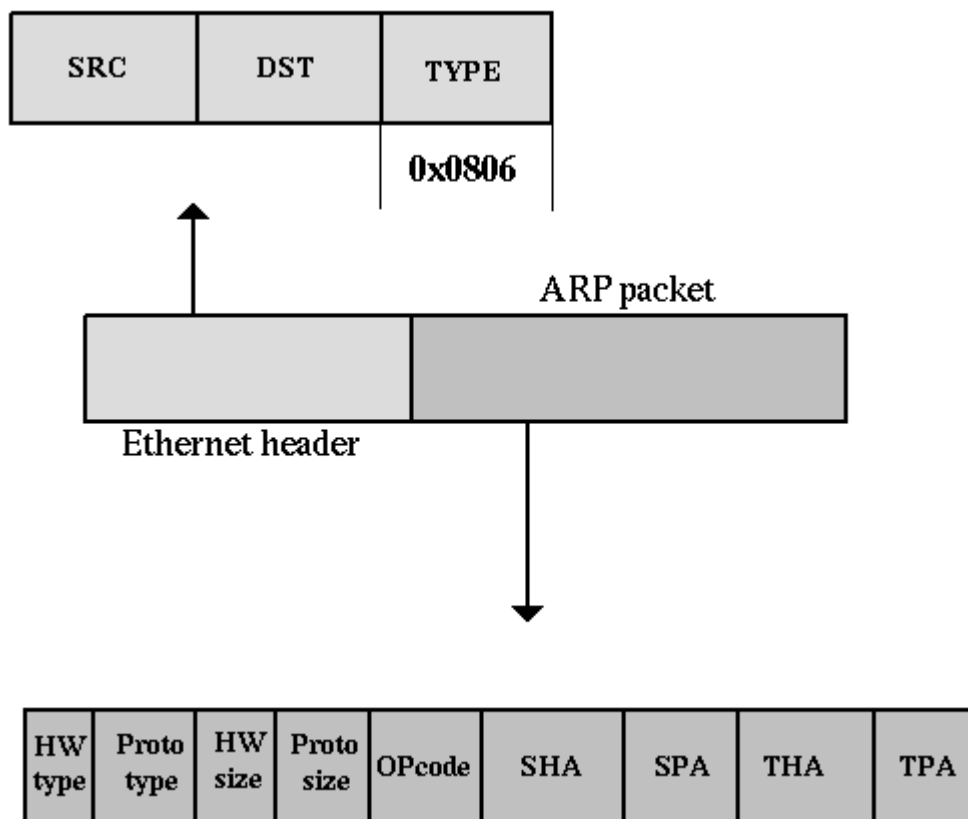 SRC DST TYPE
0x0806
ARP packet
Ethernet header
HW type Proto type HW size Proto size OPcode SHA SPA THA TPA